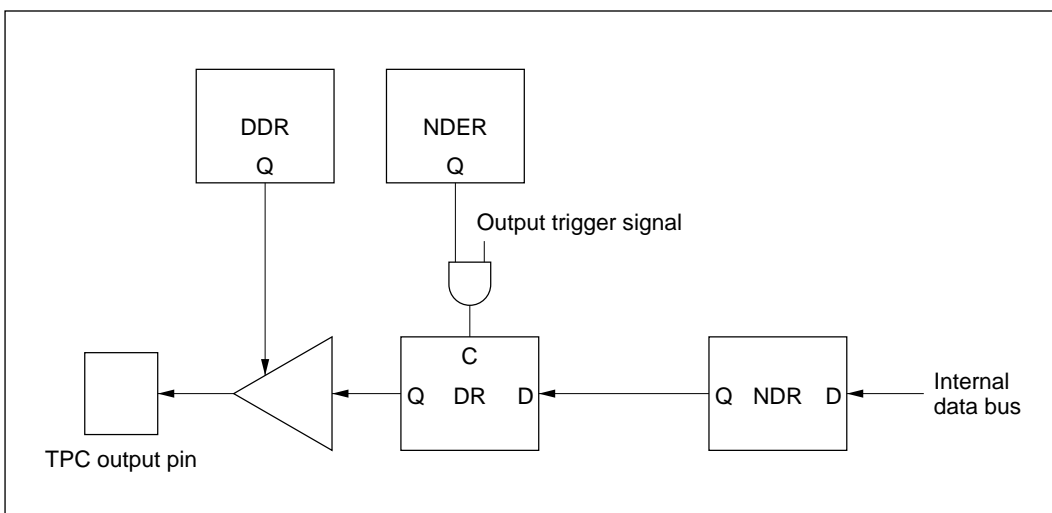 DDR
Q
NDER
Q
Output trigger signal
C
Q DR D
Q NDR D
Internal
data bus
TPC output pin